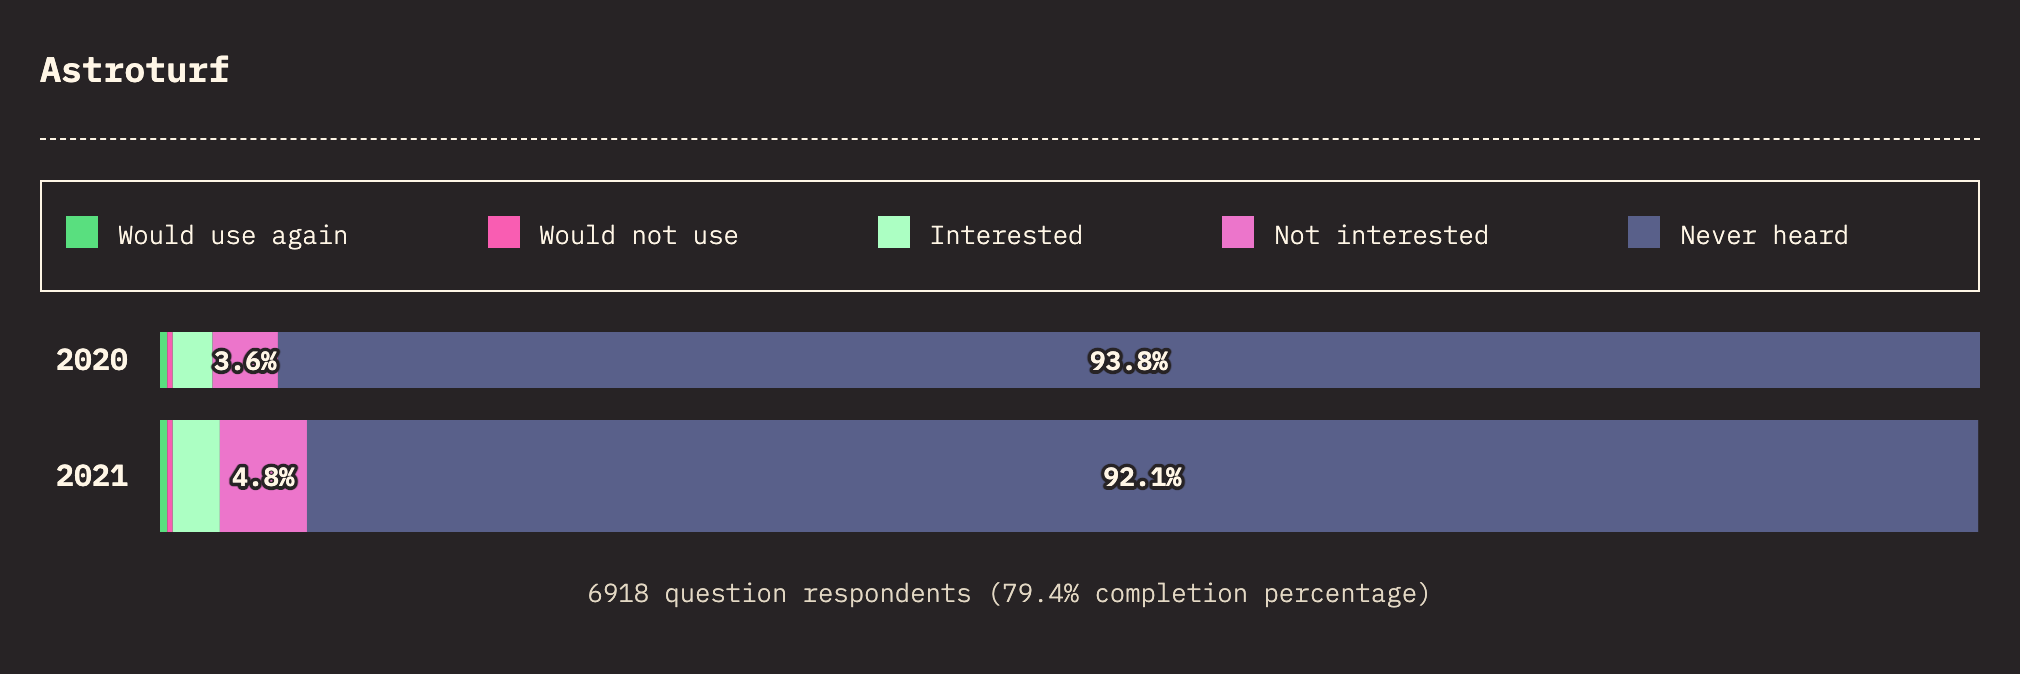 Astroturf
Would use again Would not use Interested Not interested Never heard
2020 3.6% 93.8%
2021 4.8% 92.1%
6918 question respondents (79.4% completion percentage)